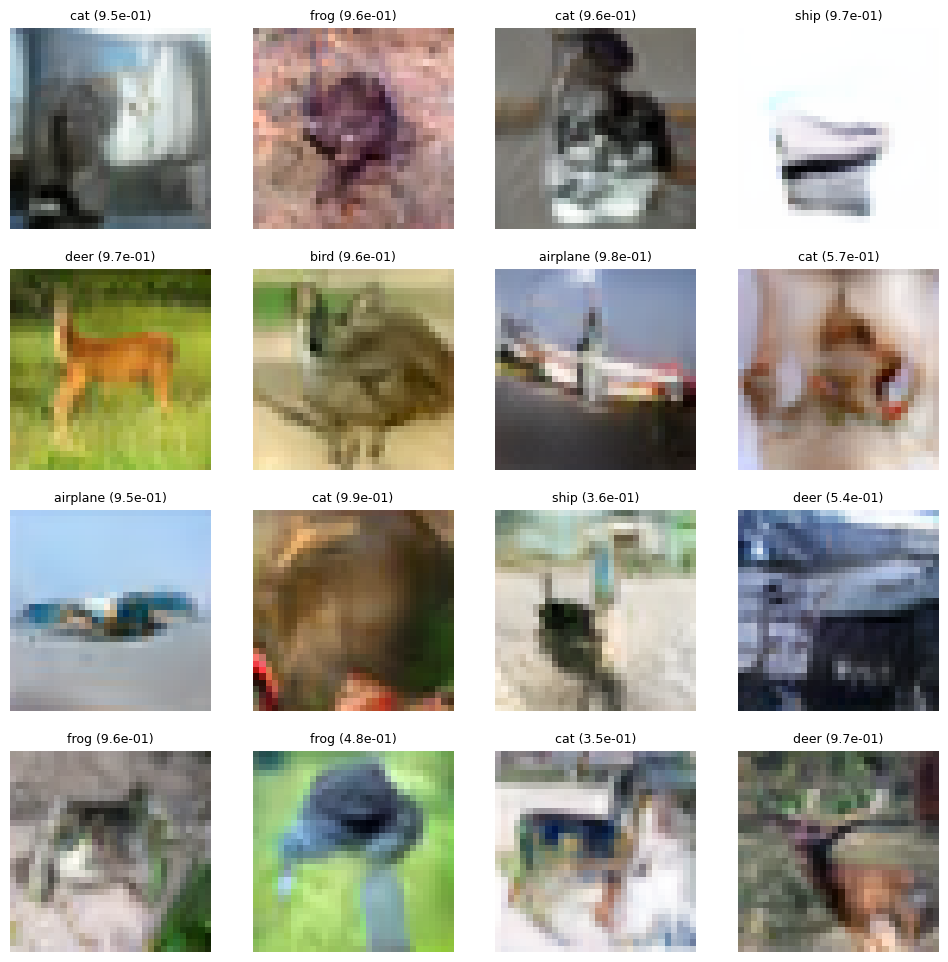 cat (9.5e-01)
frog (9.6e-01)
cat (9.6e-01)
ship (9.7e-01)
deer (9.7e-01)
bird (9.6e-01)
airplane (9.8e-01)
cat (5.7e-01)
airplane (9.5e-01)
cat (9.9e-01)
ship (3.6e-01)
deer (5.4e-01)
frog (9.6e-01)
frog (4.8e-01)
cat (3.5e-01)
deer (9.7e-01)